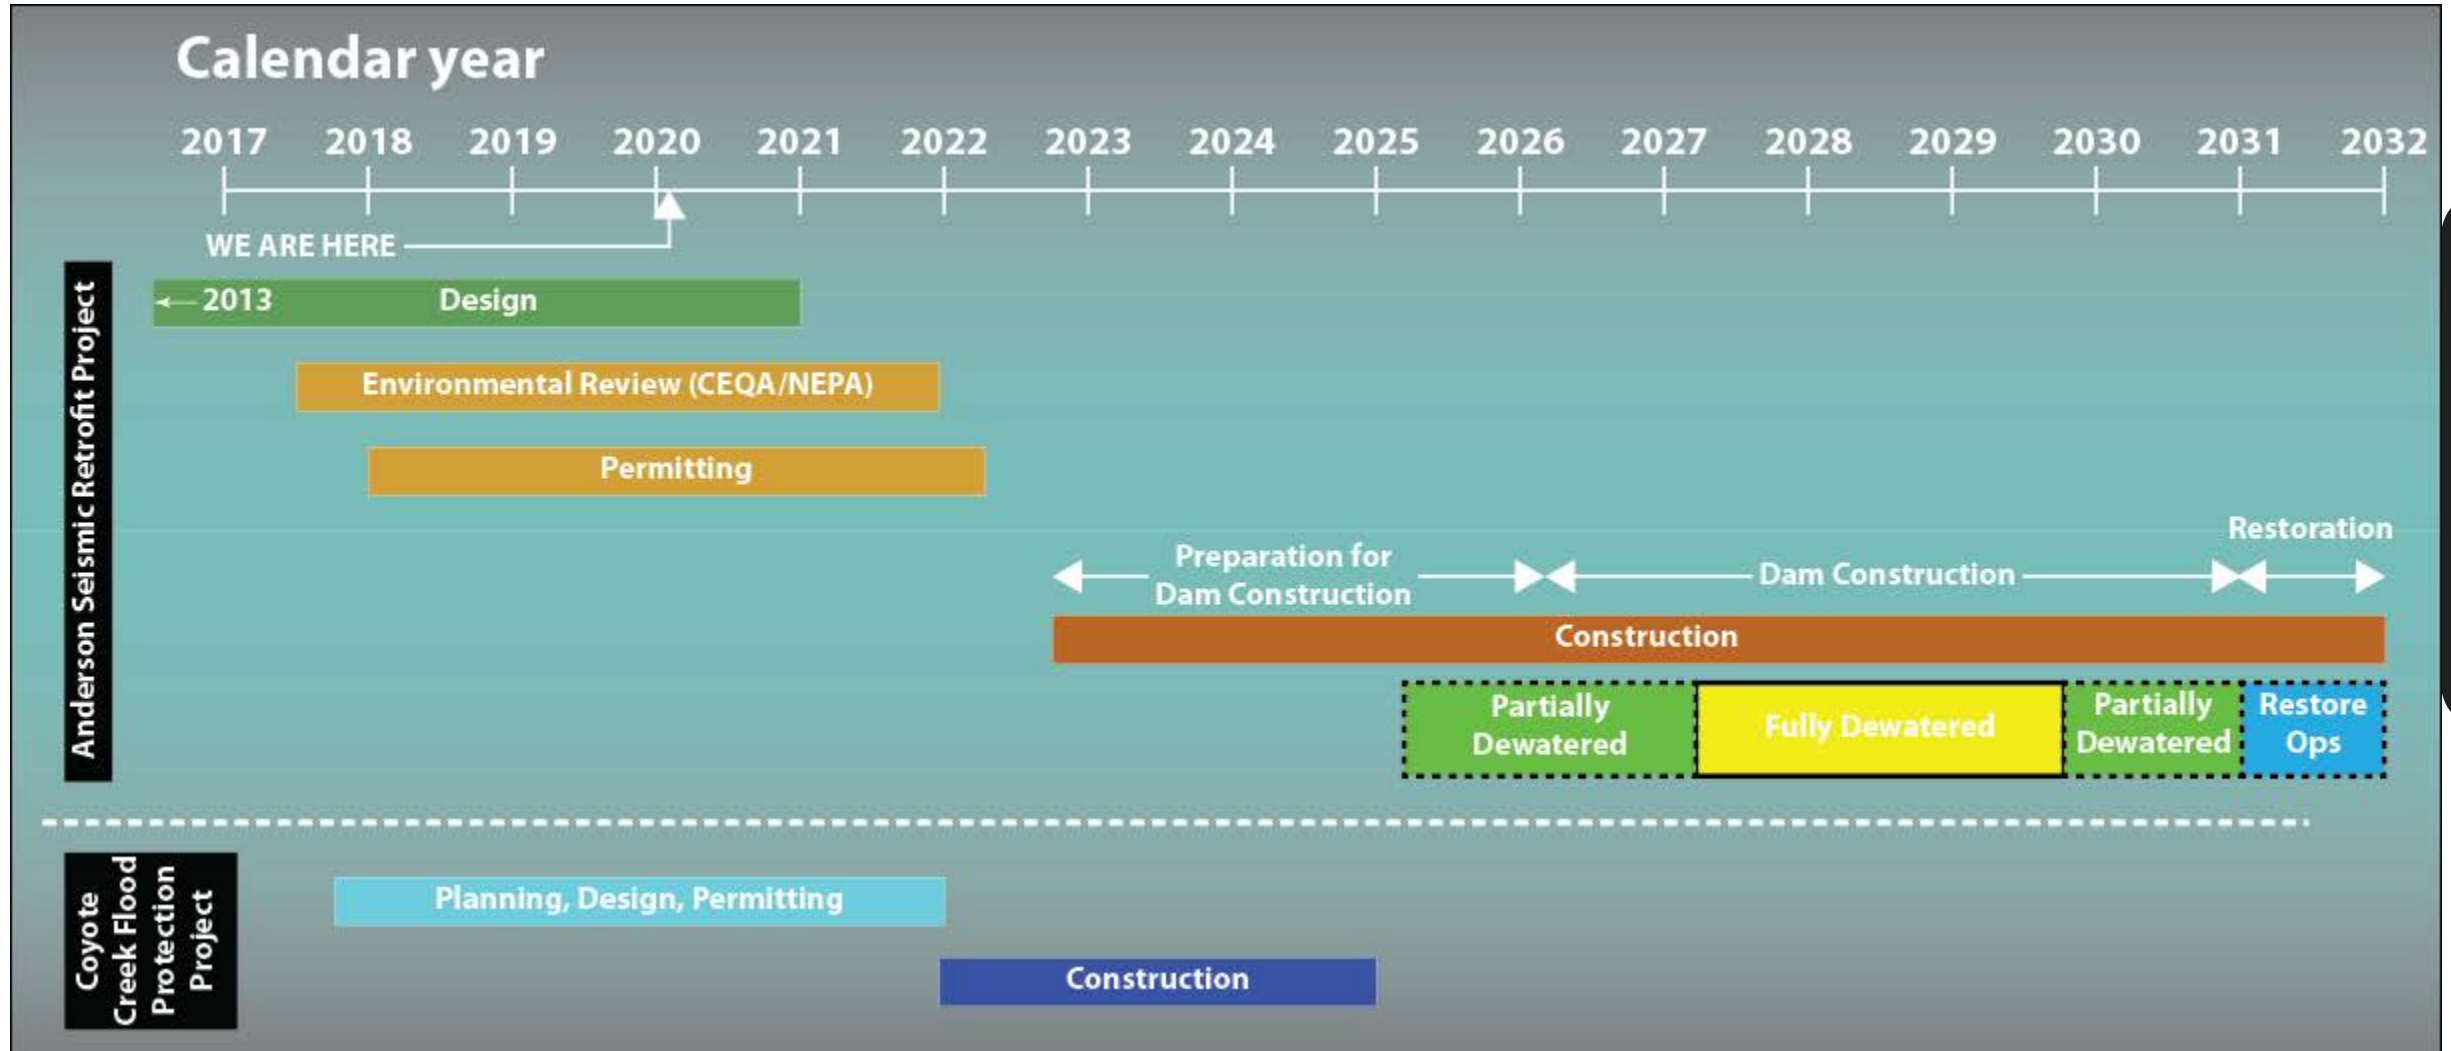 Calendar year
2017 2018 2019 2020 2021 2022 2023 2024 2025 2026 2027 2028 2029 2030 2031 2032
WE ARE HERE
Anderson Seismic Retrofit Project
2013 Design
Environmental Review (CEQA/NEPA)
Permitting
Restoration
Preparation for
Dam Construction
Dam Construction
Construction
Partially
Dewatered
Fully Dewatered
Partially
Dewatered
Restore
Ops
Coyote
Creek Flood
Protection
Project
Planning, Design, Permitting
Construction